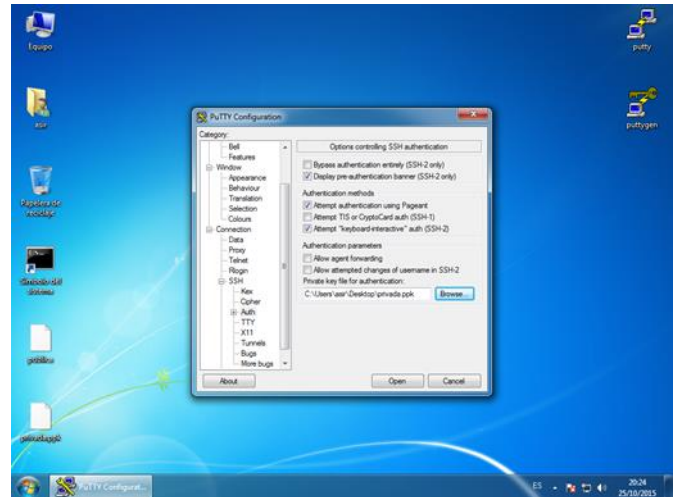 Equipo
putty
asir
puttygen
Papelera de
reciclaje
Símbolo del
sistema
publica
privada.ppk
PuTTY Configuration
Category:
Bell
Features
Window
Appearance
Behaviour
Translation
Selection
Colours
Connection
Data
Proxy
Telnet
Rlogin
SSH
Kex
Cipher
Auth
TTY
X11
Tunnels
Bugs
More bugs
Options controlling SSH authentication
Bypass authentication entirely (SSH-2 only)
Display pre-authentication banner (SSH-2 only)
Authentication methods
Attempt authentication using Pageant
Attempt TIS or CryptoCard auth (SSH-1)
Attempt "keyboard-interactive" auth (SSH-2)
Authentication parameters
Allow agent forwarding
Allow attempted changes of username in SSH-2
Private key file for authentication:
C:\Users\asir\Desktop\privada.ppk
Browse...
About
Open
Cancel
PuTTY Configurat...
ES
20:24
25/10/2015